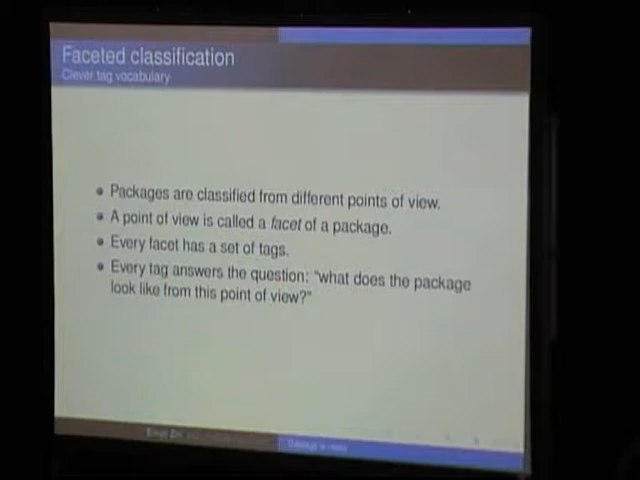 Faceted classification
Clever tag vocabulary
Packages are classified from different points of view.
A point of view is called a facet of a package.
Every facet has a set of tags.
Every tag answers the question: "what does the package
look like from this point of view?"